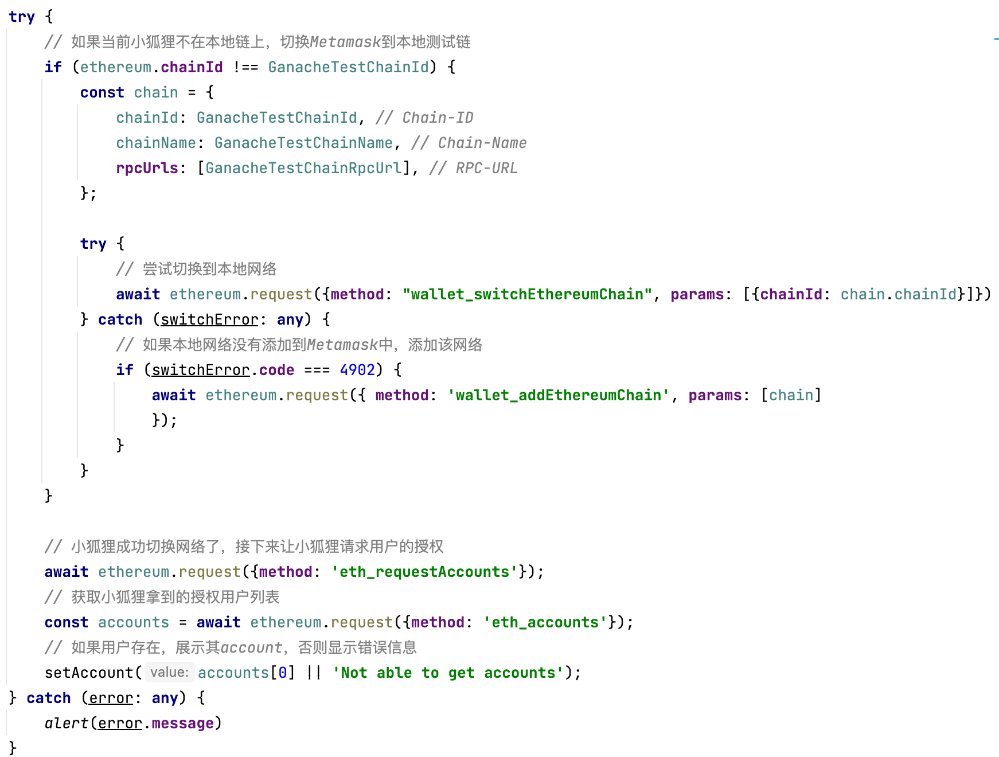 try {
    // 如果当前小狐狸不在本地链上，切换Metamask到本地测试链
    if (ethereum.chainId !== GanacheTestChainId) {
        const chain = {
            chainId: GanacheTestChainId, // Chain-ID
            chainName: GanacheTestChainName, // Chain-Name
            rpcUrls: [GanacheTestChainRpcUrl], // RPC-URL
        };

        try {
            // 尝试切换到本地网络
            await ethereum.request({method: "wallet_switchEthereumChain", params: [{chainId: chain.chainId}]})
        } catch (switchError: any) {
            // 如果本地网络没有添加到Metamask中，添加该网络
            if (switchError.code === 4902) {
                await ethereum.request({ method: 'wallet_addEthereumChain', params: [chain]
                });
            }
        }
    }

    // 小狐狸成功切换网络了，接下来让小狐狸请求用户的授权
    await ethereum.request({method: 'eth_requestAccounts'});
    // 获取小狐狸拿到的授权用户列表
    const accounts = await ethereum.request({method: 'eth_accounts'});
    // 如果用户存在，展示其account，否则显示错误信息
    setAccount( value: accounts[0] || 'Not able to get accounts');
} catch (error: any) {
    alert(error.message)
}